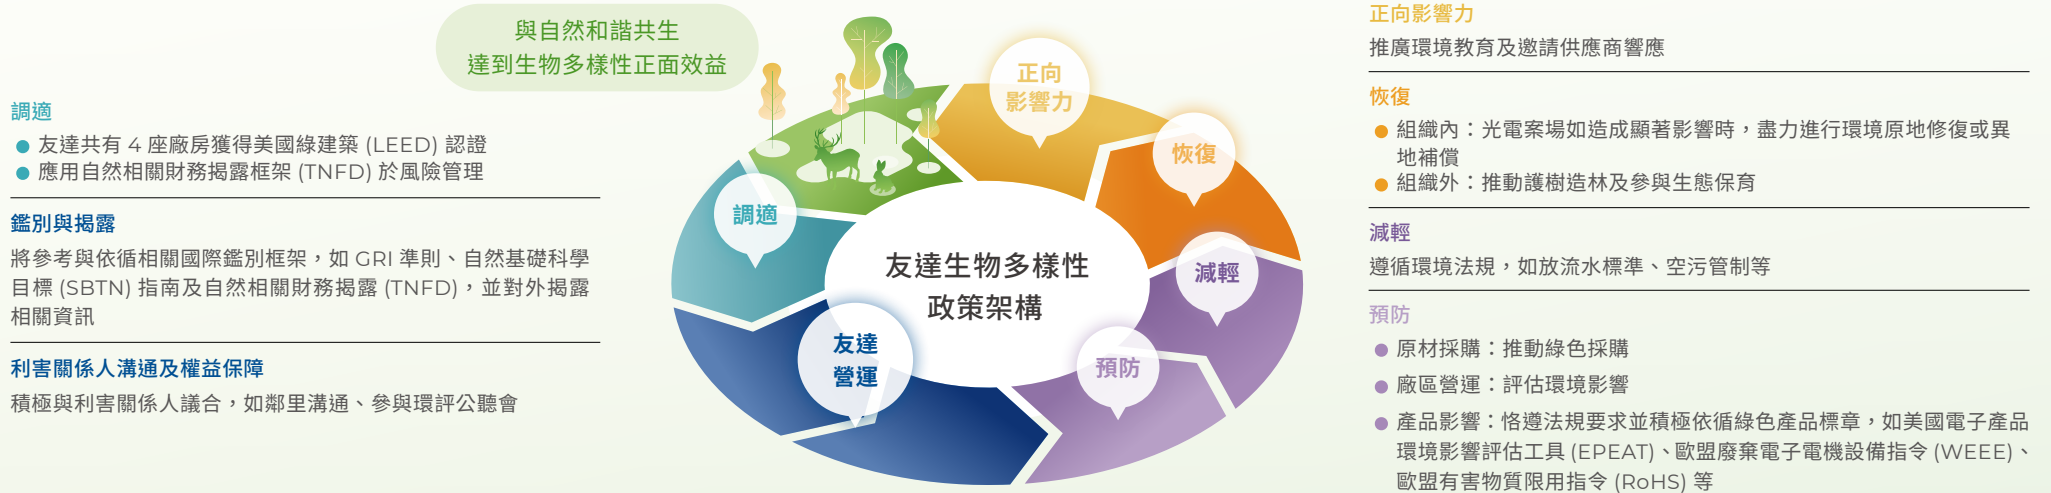 與自然和諧共生
達到生物多樣性正面效益
調適
友達共有 4 座廠房獲得美國綠建築 (LEED) 認證
應用自然相關財務揭露框架 (TNFD) 於風險管理
鑑別與揭露
將參考與依循相關國際鑑別框架，如 GRI 準則、自然基礎科學
目標 (SBTN) 指南及自然相關財務揭露 (TNFD)，並對外揭露
相關資訊
利害關係人溝通及權益保障
積極與利害關係人議合，如鄰里溝通、參與環評公聽會
正向
影響力
恢復
減輕
預防
友達
營運
調適
友達生物多樣性
政策架構
正向影響力
推廣環境教育及邀請供應商響應
恢復
組織內：光電案場如造成顯著影響時，盡力進行環境原地修復或異
地補償
組織外：推動護樹造林及參與生態保育
減輕
遵循環境法規，如放流水標準、空污管制等
預防
原材採購：推動綠色採購
廠區營運：評估環境影響
產品影響：恪遵法規要求並積極依循綠色產品標章，如美國電子產品
環境影響評估工具 (EPEAT)、歐盟廢棄電子電機設備指令 (WEEE)、
歐盟有害物質限用指令 (RoHS) 等